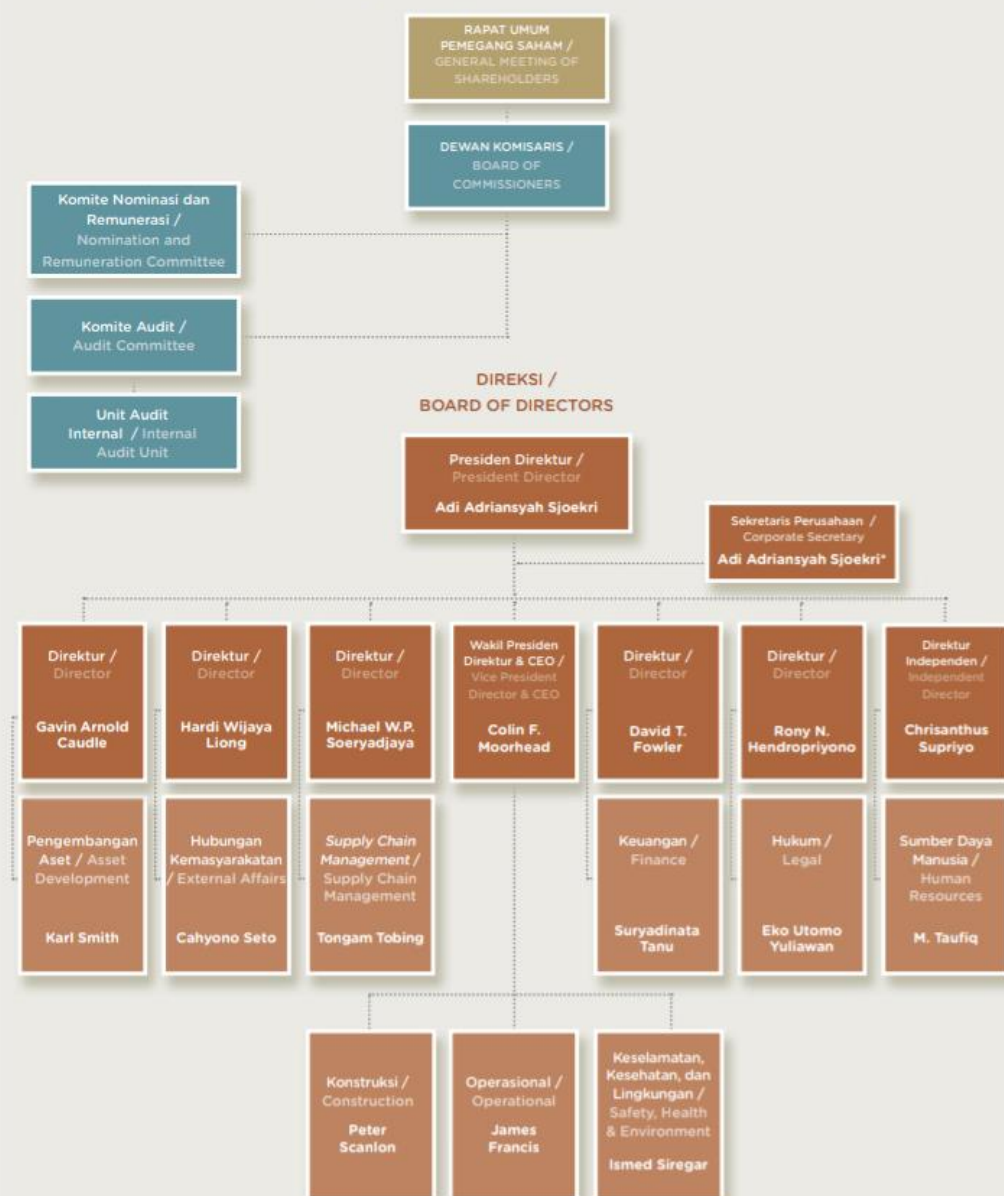 RAPAT UMUM
PEMEGANG SAHAM /
GENERAL MEETING OF
SHAREHOLDERS
DEWAN KOMISARIS /
BOARD OF
COMMISSIONERS
Komite Nominasi dan
Remunerasi /
Nomination and
Remuneration Committee
Komite Audit /
Audit Committee
Unit Audit
Internal / Internal
Audit Unit
DIREKSI /
BOARD OF DIRECTORS
Presiden Direktur /
President Director
Adi Adriansyah Sjoekri
Sekretaris Perusahaan /
Corporate Secretary
Adi Adriansyah Sjoekri*
Direktur /
Director
Gavin Arnold
Caudle
Direktur /
Director
Hardi Wijaya
Liong
Direktur /
Director
Michael W.P.
Soeryadjaya
Wakil Presiden
Direktur & CEO /
Vice President
Director & CEO
Colin F.
Moorhead
Direktur /
Director
David T.
Fowler
Direktur /
Director
Rony N.
Hendropriyono
Direktur
Independen /
Independent
Director
Chrisanthus
Supriyo
Pengembangan
Aset / Asset
Development
Karl Smith
Hubungan
Kemasyarakatan
/ External Affairs
Cahyono Seto
Supply Chain
Management /
Supply Chain
Management
Tongam Tobing
Keuangan /
Finance
Suryadinata
Tanu
Hukum /
Legal
Eko Utomo
Yuliawan
Sumber Daya
Manusia /
Human
Resources
M. Taufiq
Konstruksi /
Construction
Peter
Scanlon
Operasional /
Operational
James
Francis
Keselamatan,
Kesehatan, dan
Lingkungan /
Safety, Health
& Environment
Ismed Siregar